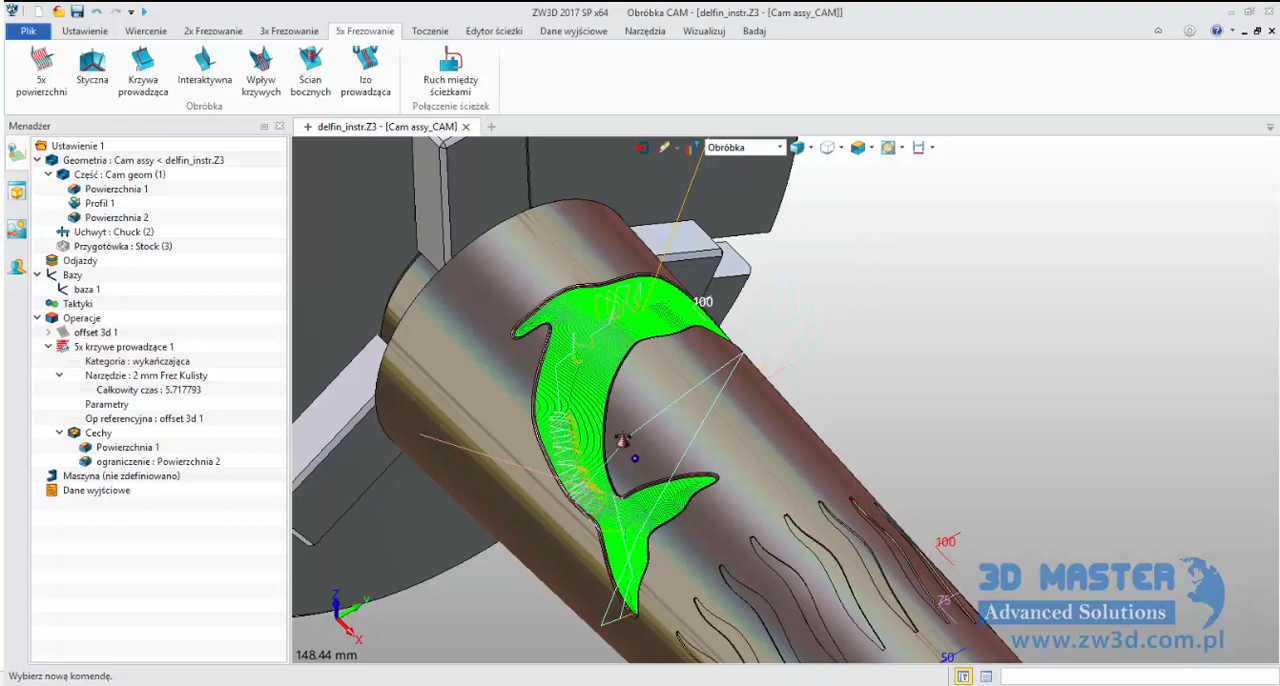 ZW3D 2017 SP x64 Obróbka CAM - [delfin_instr.Z3 - [Cam assy_CAM]]
Plik Ustawienie Wiercenie 2x Frezowanie 3x Frezowanie 5x Frezowanie Toczenie Edytor ścieżki Dane wyjściowe Narzędzia Wizualizuj Badaj
5x powierzchni
Styczna
Krzywa prowadząca
Interaktywna
Wpływ krzywych
Ścian bocznych
Izo prowadząca
Ruch między ścieżkami
Obróbka
Połączenie ścieżek
Menadżer
+ delfin_instr.Z3 - [Cam assy_CAM]
Obróbka
Ustawienie 1
Geometria : Cam assy < delfin_instr.Z3
Część : Cam geom (1)
Powierzchnia 1
Profil 1
Powierzchnia 2
Uchwyt : Chuck (2)
Przygotówka : Stock (3)
Odjazdy
Bazy
baza 1
Taktyki
Operacje
offset 3d 1
5x krzywe prowadzące 1
Kategoria : wykańczająca
Narzędzie : 2 mm Frez Kulisty
Całkowity czas : 5.717793
Parametry
Op referencyjna : offset 3d 1
Cechy
Powierzchnia 1
ograniczenie : Powierzchnia 2
Maszyna (nie zdefiniowano)
Dane wyjściowe
100
100
75
50
Z
Y
X
148.44 mm
3D MASTER
Advanced Solutions
www.zw3d.com.pl
Wybierz nową komendę.